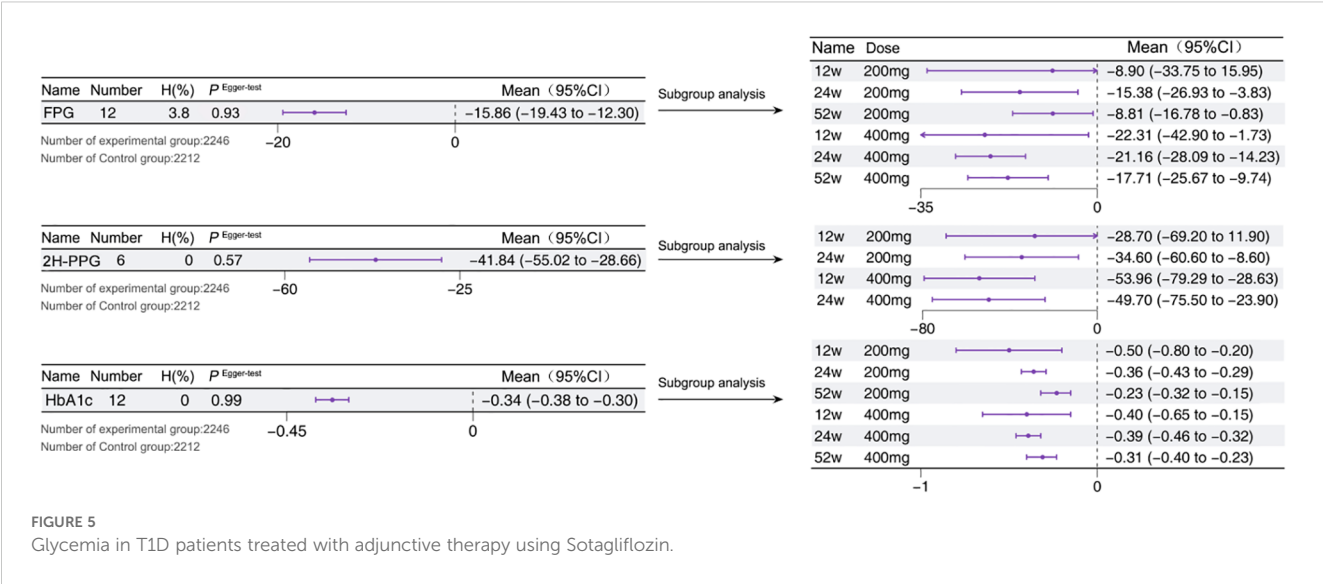 Name Number H(%) P Egger-test Mean（95%CI）
FPG 12 3.8 0.93 −15.86 (−19.43 to −12.30)
Number of experimental group:2246
Number of Control group:2212
−20 0
Subgroup analysis
Name Dose Mean（95%CI）
12w 200mg −8.90 (−33.75 to 15.95)
24w 200mg −15.38 (−26.93 to −3.83)
52w 200mg −8.81 (−16.78 to −0.83)
12w 400mg −22.31 (−42.90 to −1.73)
24w 400mg −21.16 (−28.09 to −14.23)
52w 400mg −17.71 (−25.67 to −9.74)
−35 0
Name Number H(%) P Egger-test Mean（95%CI）
2H-PPG 6 0 0.57 −41.84 (−55.02 to −28.66)
Number of experimental group:2246
Number of Control group:2212
−60 −25
Subgroup analysis
12w 200mg −28.70 (−69.20 to 11.90)
24w 200mg −34.60 (−60.60 to −8.60)
12w 400mg −53.96 (−79.29 to −28.63)
24w 400mg −49.70 (−75.50 to −23.90)
−80 0
Name Number H(%) P Egger-test Mean（95%CI）
HbA1c 12 0 0.99 −0.34 (−0.38 to −0.30)
Number of experimental group:2246
Number of Control group:2212
−0.45 0
Subgroup analysis
12w 200mg −0.50 (−0.80 to −0.20)
24w 200mg −0.36 (−0.43 to −0.29)
52w 200mg −0.23 (−0.32 to −0.15)
12w 400mg −0.40 (−0.65 to −0.15)
24w 400mg −0.39 (−0.46 to −0.32)
52w 400mg −0.31 (−0.40 to −0.23)
−1 0
FIGURE 5
Glycemia in T1D patients treated with adjunctive therapy using Sotagliflozin.